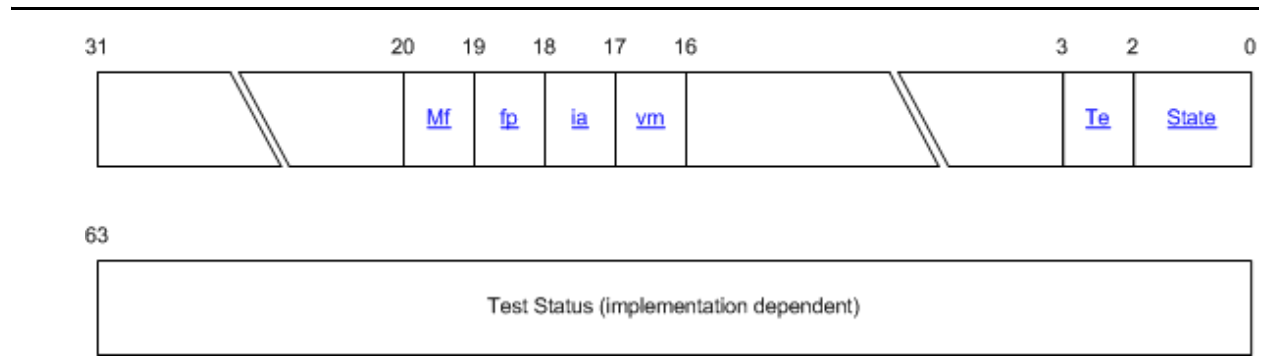 31 20 19 18 17 16 3 2 0
Mf fp ia vm Te State
63
Test Status (implementation dependent)